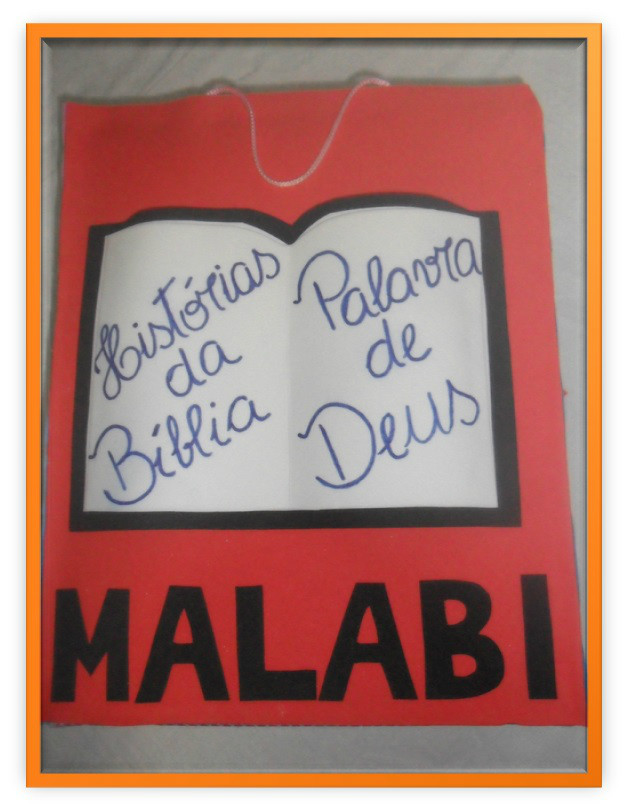 Histórias
da
Bíblia
Palavra
de
Deus
MALABI